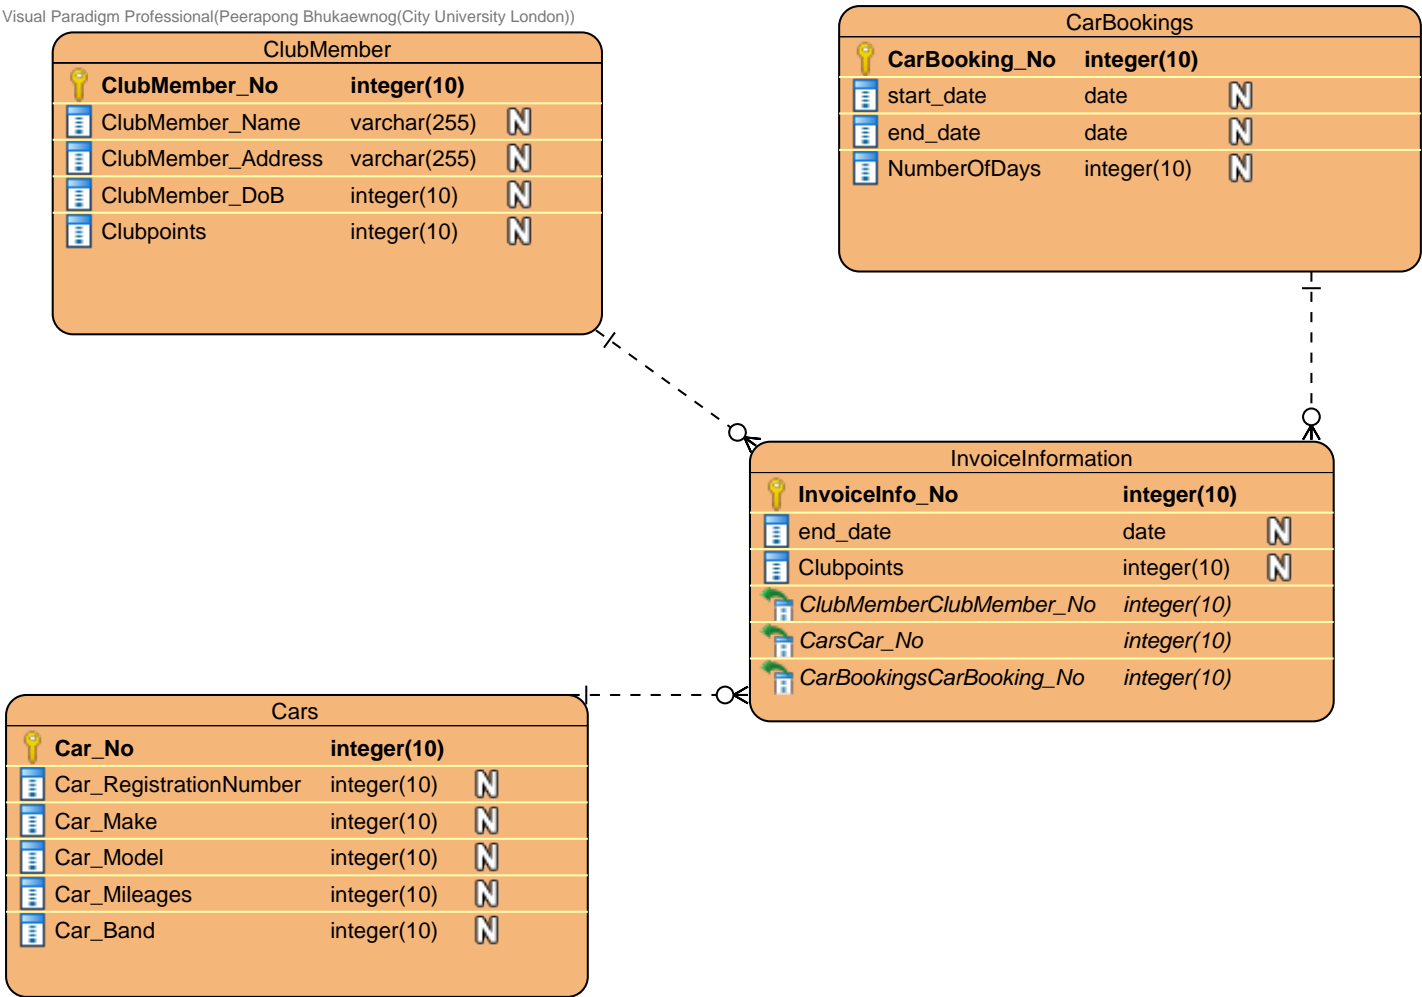 Visual Paradigm Professional(Peerapong Bhukaewnog(City University London))
ClubMember
ClubMember_No integer(10)
ClubMember_Name varchar(255) N
ClubMember_Address varchar(255) N
ClubMember_DoB integer(10) N
Clubpoints integer(10) N
CarBookings
CarBooking_No integer(10)
start_date date N
end_date date N
NumberOfDays integer(10) N
InvoiceInformation
InvoiceInfo_No integer(10)
end_date date N
Clubpoints integer(10) N
ClubMemberClubMember_No integer(10)
CarsCar_No integer(10)
CarBookingsCarBooking_No integer(10)
Cars
Car_No integer(10)
Car_RegistrationNumber integer(10) N
Car_Make integer(10) N
Car_Model integer(10) N
Car_Mileages integer(10) N
Car_Band integer(10) N